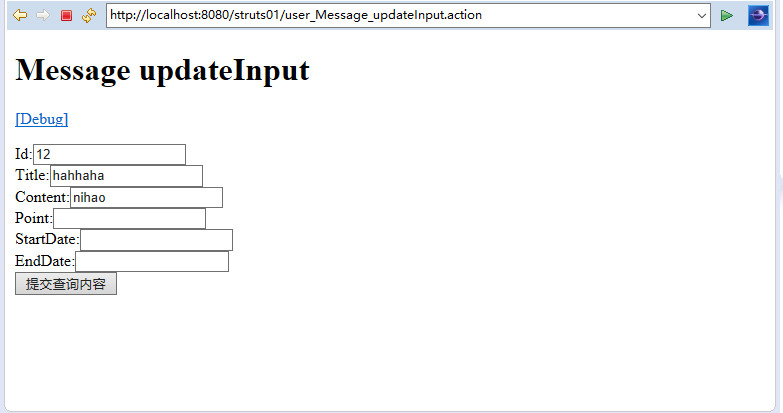 http://localhost:8080/struts01/user_Message_updateInput.action
Message updateInput
[Debug]
Id:12
Title:hahhaha
Content:nihao
Point:
StartDate:
EndDate:
提交查询内容